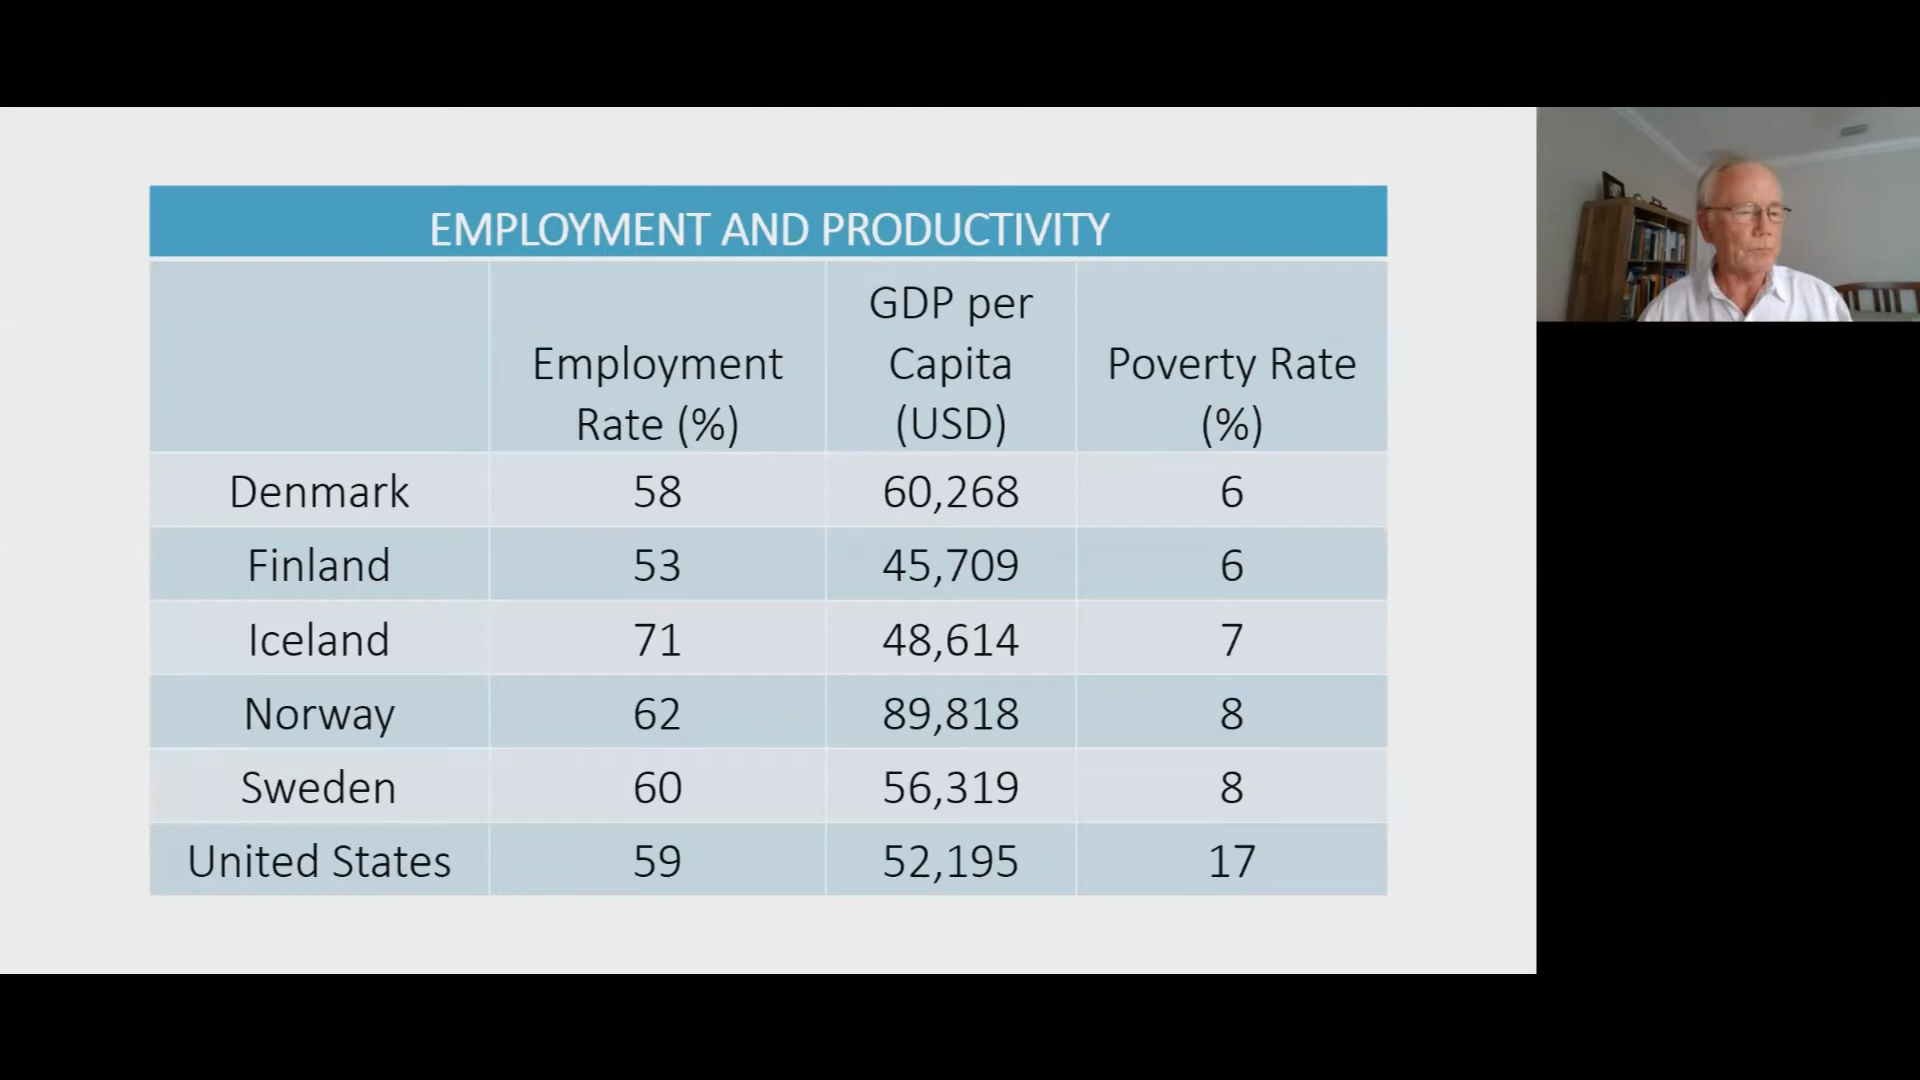 EMPLOYMENT AND PRODUCTIVITY
Employment Rate (%) GDP per Capita (USD) Poverty Rate (%)
Denmark 58 60,268 6
Finland 53 45,709 6
Iceland 71 48,614 7
Norway 62 89,818 8
Sweden 60 56,319 8
United States 59 52,195 17